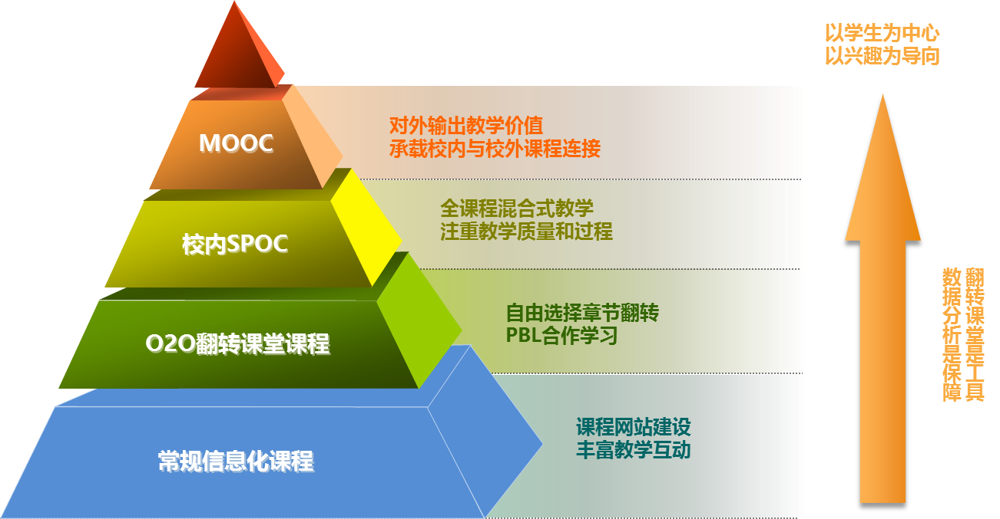 以学生为中心
以兴趣为导向
MOOC
对外输出教学价值
承载校内与校外课程连接
校内SPOC
全课程混合式教学
注重教学质量和过程
O2O翻转课堂课程
自由选择章节翻转
PBL合作学习
常规信息化课程
课程网站建设
丰富教学互动
翻转课堂是工具
数据分析是保障